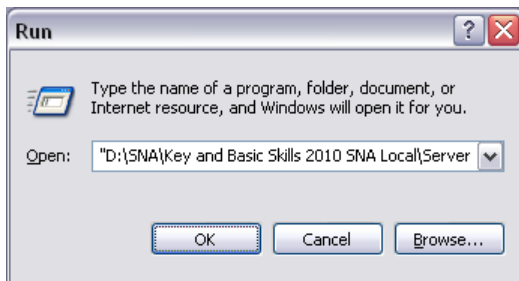 Run
Type the name of a program, folder, document, or
Internet resource, and Windows will open it for you.
Open: "D:\SNA\Key and Basic Skills 2010 SNA Local\Server
OK Cancel Browse...